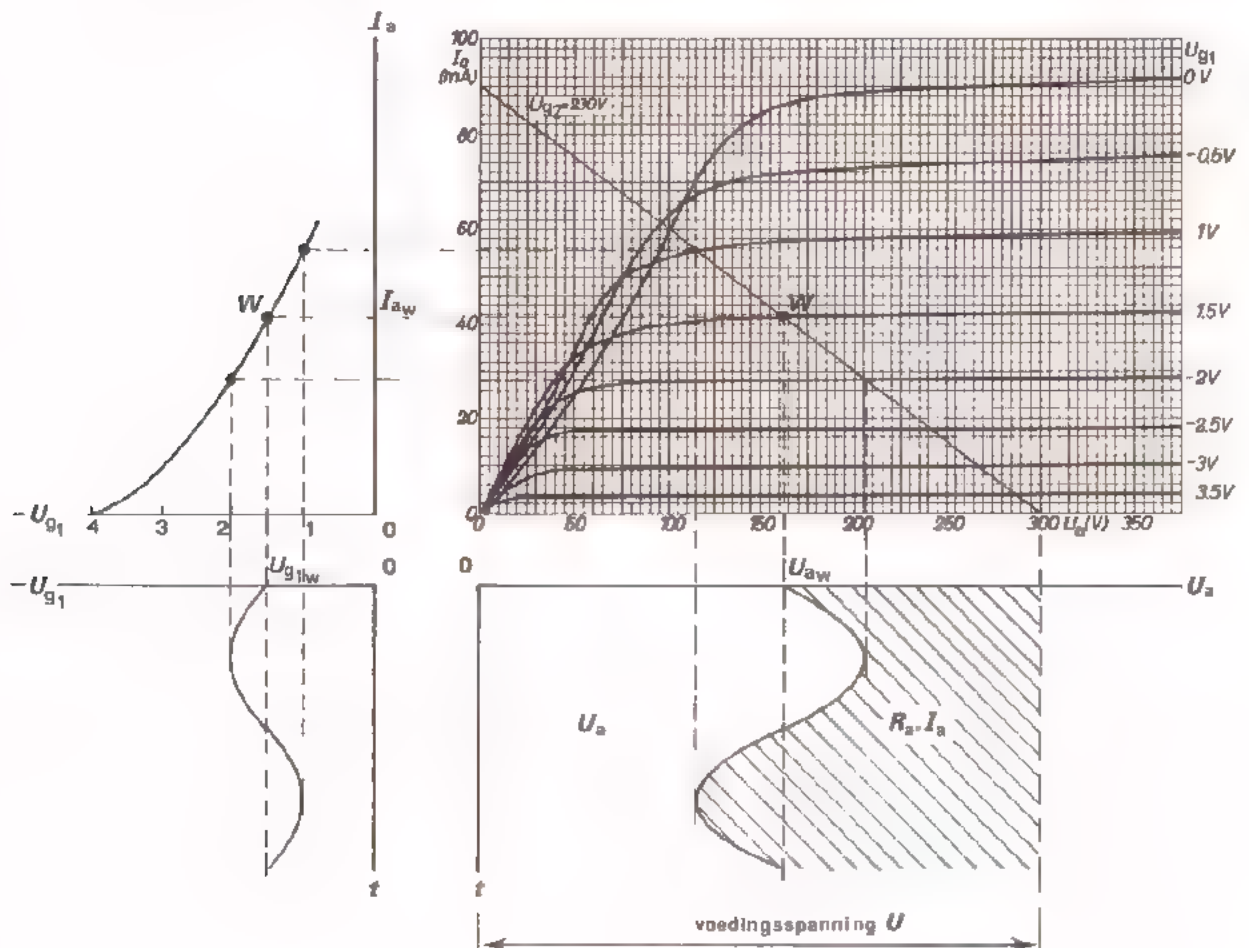 Ia
100
Ia
(mA)
80
60
40
20
0
Ug2=230V
Ug1
0V
-0,5V
1V
1,5V
-2V
-2.5V
-3V
3.5V
W
W
Iaw
-Ug1
4
3
2
1
0
0
50
100
150
200
250
300
Ua(V)
350
-Ug1
Ug1w
0
0
Uaw
Ua
Ua
Ra.Ia
t
t
voedingsspanning U